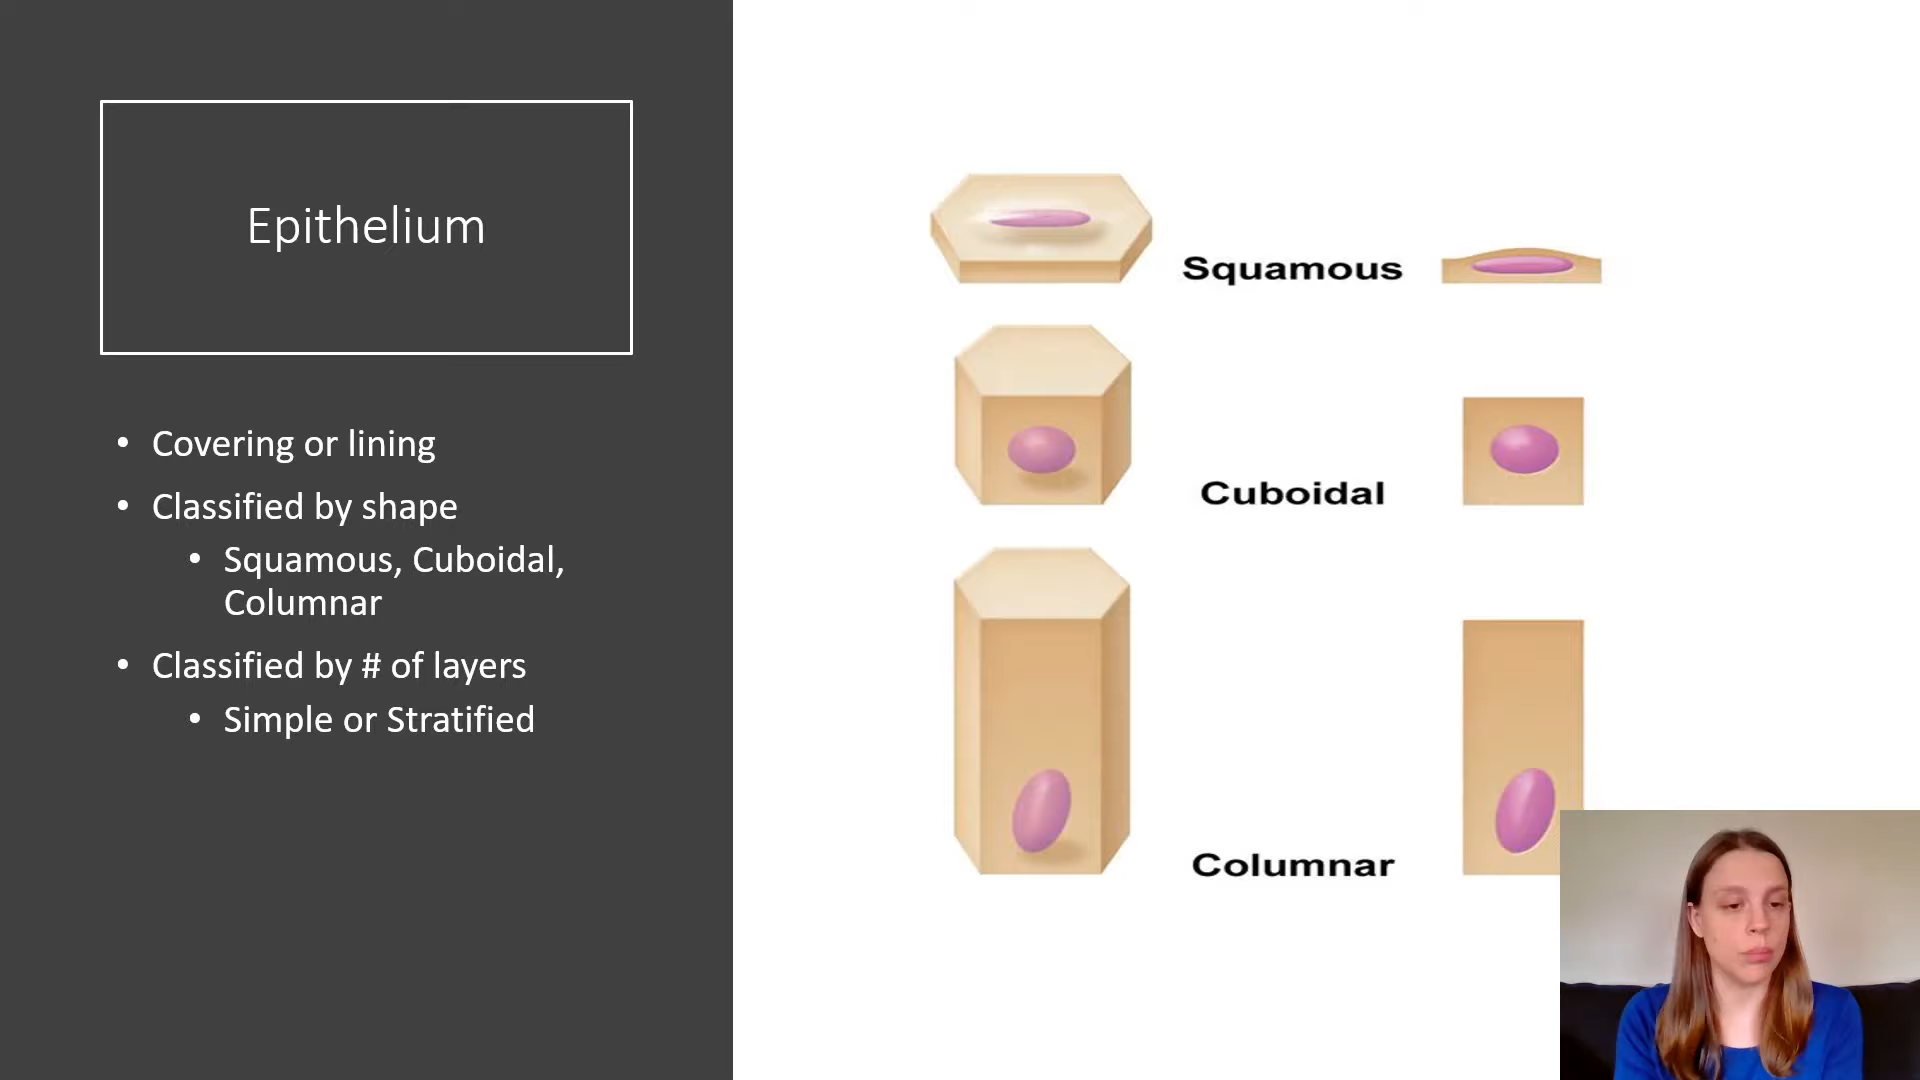 Epithelium
• Covering or lining
• Classified by shape
• Squamous, Cuboidal,
Columnar
• Classified by # of layers
• Simple or Stratified
Squamous
Cuboidal
Columnar